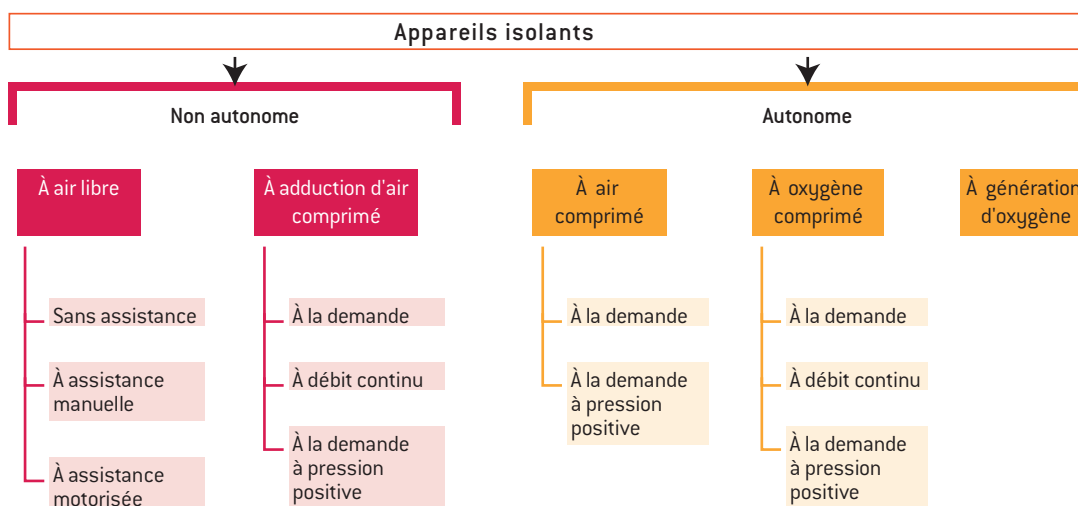 Appareils isolants
Non autonome
À air libre
Sans assistance
À assistance
manuelle
À assistance
motorisée
À adduction d'air
comprimé
À la demande
À débit continu
À la demande
à pression
positive
Autonome
À air
comprimé
À la demande
À la demande
à pression
positive
À oxygène
comprimé
À la demande
À débit continu
À la demande
à pression
positive
À génération
d'oxygène